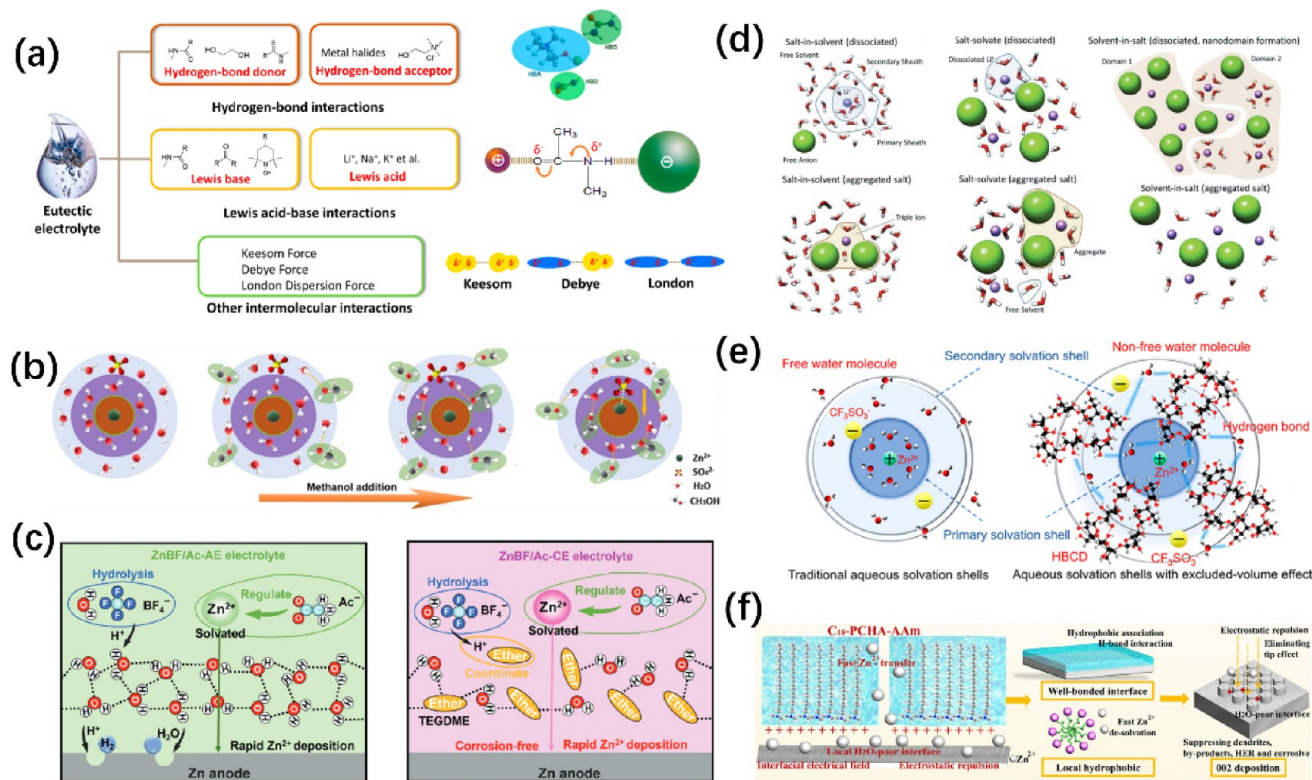 (a)
Hydrogen-bond donor
Metal halides
Hydrogen-bond acceptor
Hydrogen-bond interactions
HBA
HBD
HBD
Eutectic
electrolyte
Lewis base
Li⁺, Na⁺, K⁺ et al.
Lewis acid
Lewis acid-base interactions
CH₃
CH₃
Keesom Force
Debye Force
London Dispersion Force
Other intermolecular interactions
Keesom
Debye
London
(b)
Methanol addition
Zn²⁺
SO₄²⁻
H₂O
CH₃OH
(c)
ZnBF/Ac-AE electrolyte
Hydrolysis
BF₄⁻
H⁺
Regulate
Zn²⁺
Solvated
Ac⁻
H⁺
H₂
H₂O
Rapid Zn²⁺ deposition
Zn anode
ZnBF/Ac-CE electrolyte
Hydrolysis
BF₄⁻
H⁺
Ether
Coordinate
Regulate
Zn²⁺
Solvated
Ac⁻
Ether
Ether
Ether
Ether
TEGDME
Corrosion-free
Rapid Zn²⁺ deposition
Zn anode
(d)
Salt-in-solvent (dissociated)
Free Solvent
Secondary Sheath
Li⁺
Primary Sheath
Free Anion
Salt-solvate (dissociated)
Dissociated Li⁺
Solvent-in-salt (dissociated, nanodomain formation)
Domain 1
Domain 2
Salt-in-solvent (aggregated salt)
Triple Ion
Salt-solvate (aggregated salt)
Aggregate
Free Solvent
Solvent-in-salt (aggregated salt)
(e)
Free water molecule
Secondary solvation shell
Non-free water molecule
CF₃SO₃⁻
Zn²⁺
Hydrogen bond
Zn²⁺
Primary solvation shell
HBCD
CF₃SO₃⁻
Traditional aqueous solvation shells
Aqueous solvation shells with excluded-volume effect
(f)
C₁₈-PCHA-AAm
Fast Zn²⁺ transfer
Local H₂O-poor interface
Interfacial electrical field
Electrostatic repulsion
Zn²⁺
Hydrophobic association
H-band interaction
Well-bonded interface
Fast Zn²⁺
de-solvation
Local hydrophobic
Electrostatic repulsion
Eliminating
tip effect
H₂O-poor interface
Suppressing dendrites,
by-products, HER and corrosive
002 deposition